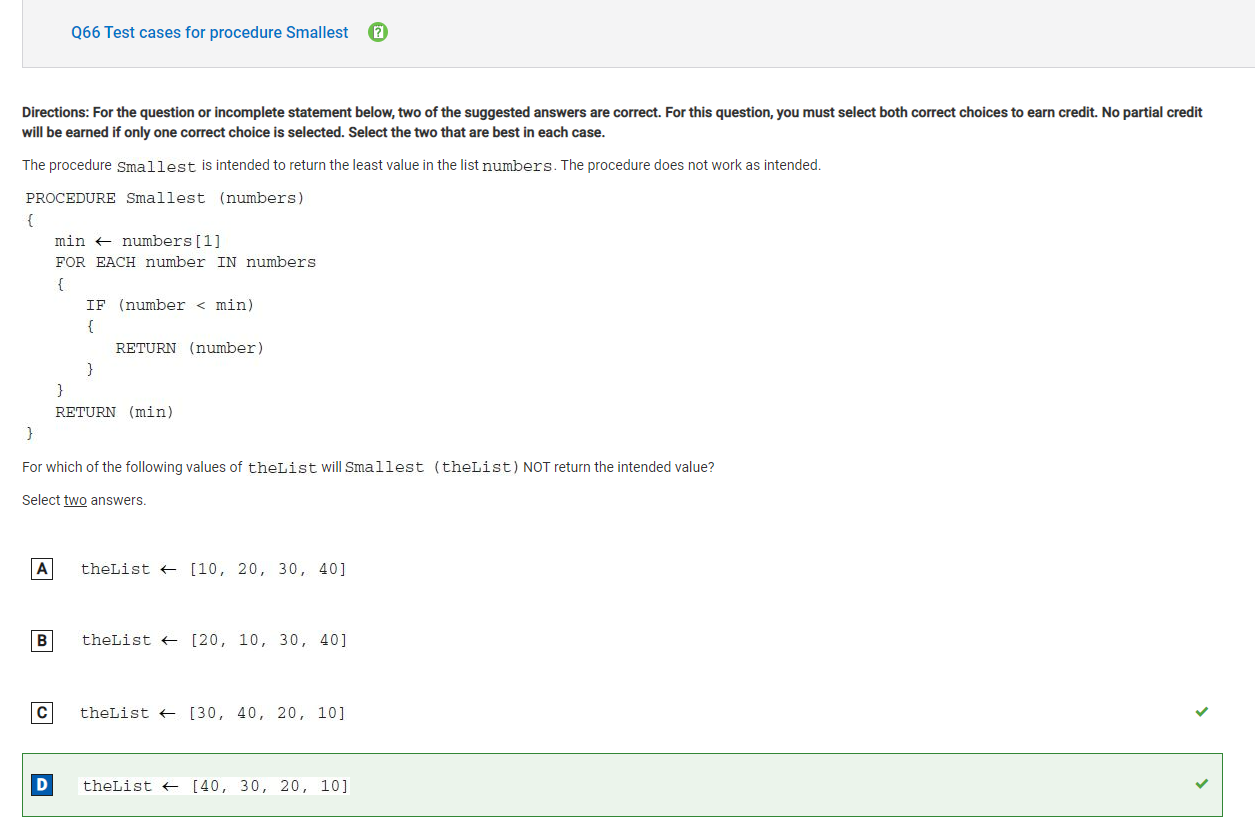 Q66 Test cases for procedure Smallest
Directions: For the question or incomplete statement below, two of the suggested answers are correct. For this question, you must select both correct choices to earn credit. No partial credit
will be earned if only one correct choice is selected. Select the two that are best in each case.
The procedure Smallest is intended to return the least value in the list numbers. The procedure does not work as intended.
PROCEDURE Smallest (numbers)
{
min ← numbers[1]
FOR EACH number IN numbers
{
IF (number < min)
{
RETURN (number)
}
}
RETURN (min)
}
For which of the following values of theList will Smallest (theList) NOT return the intended value?
Select two answers.
A theList ← [10, 20, 30, 40]
B theList ← [20, 10, 30, 40]
C theList ← [30, 40, 20, 10]
D theList ← [40, 30, 20, 10]